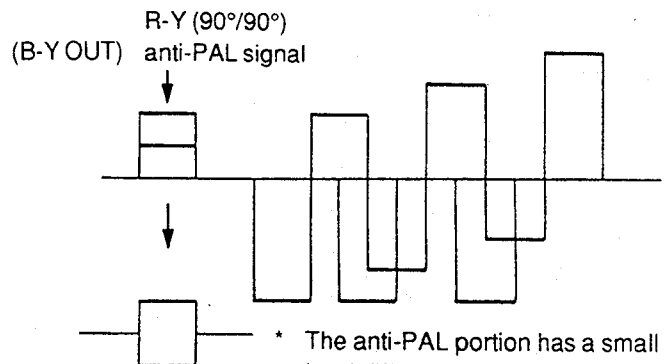 R-Y (90°/90°)
(B-Y OUT) anti-PAL signal
* The anti-PAL portion has a small